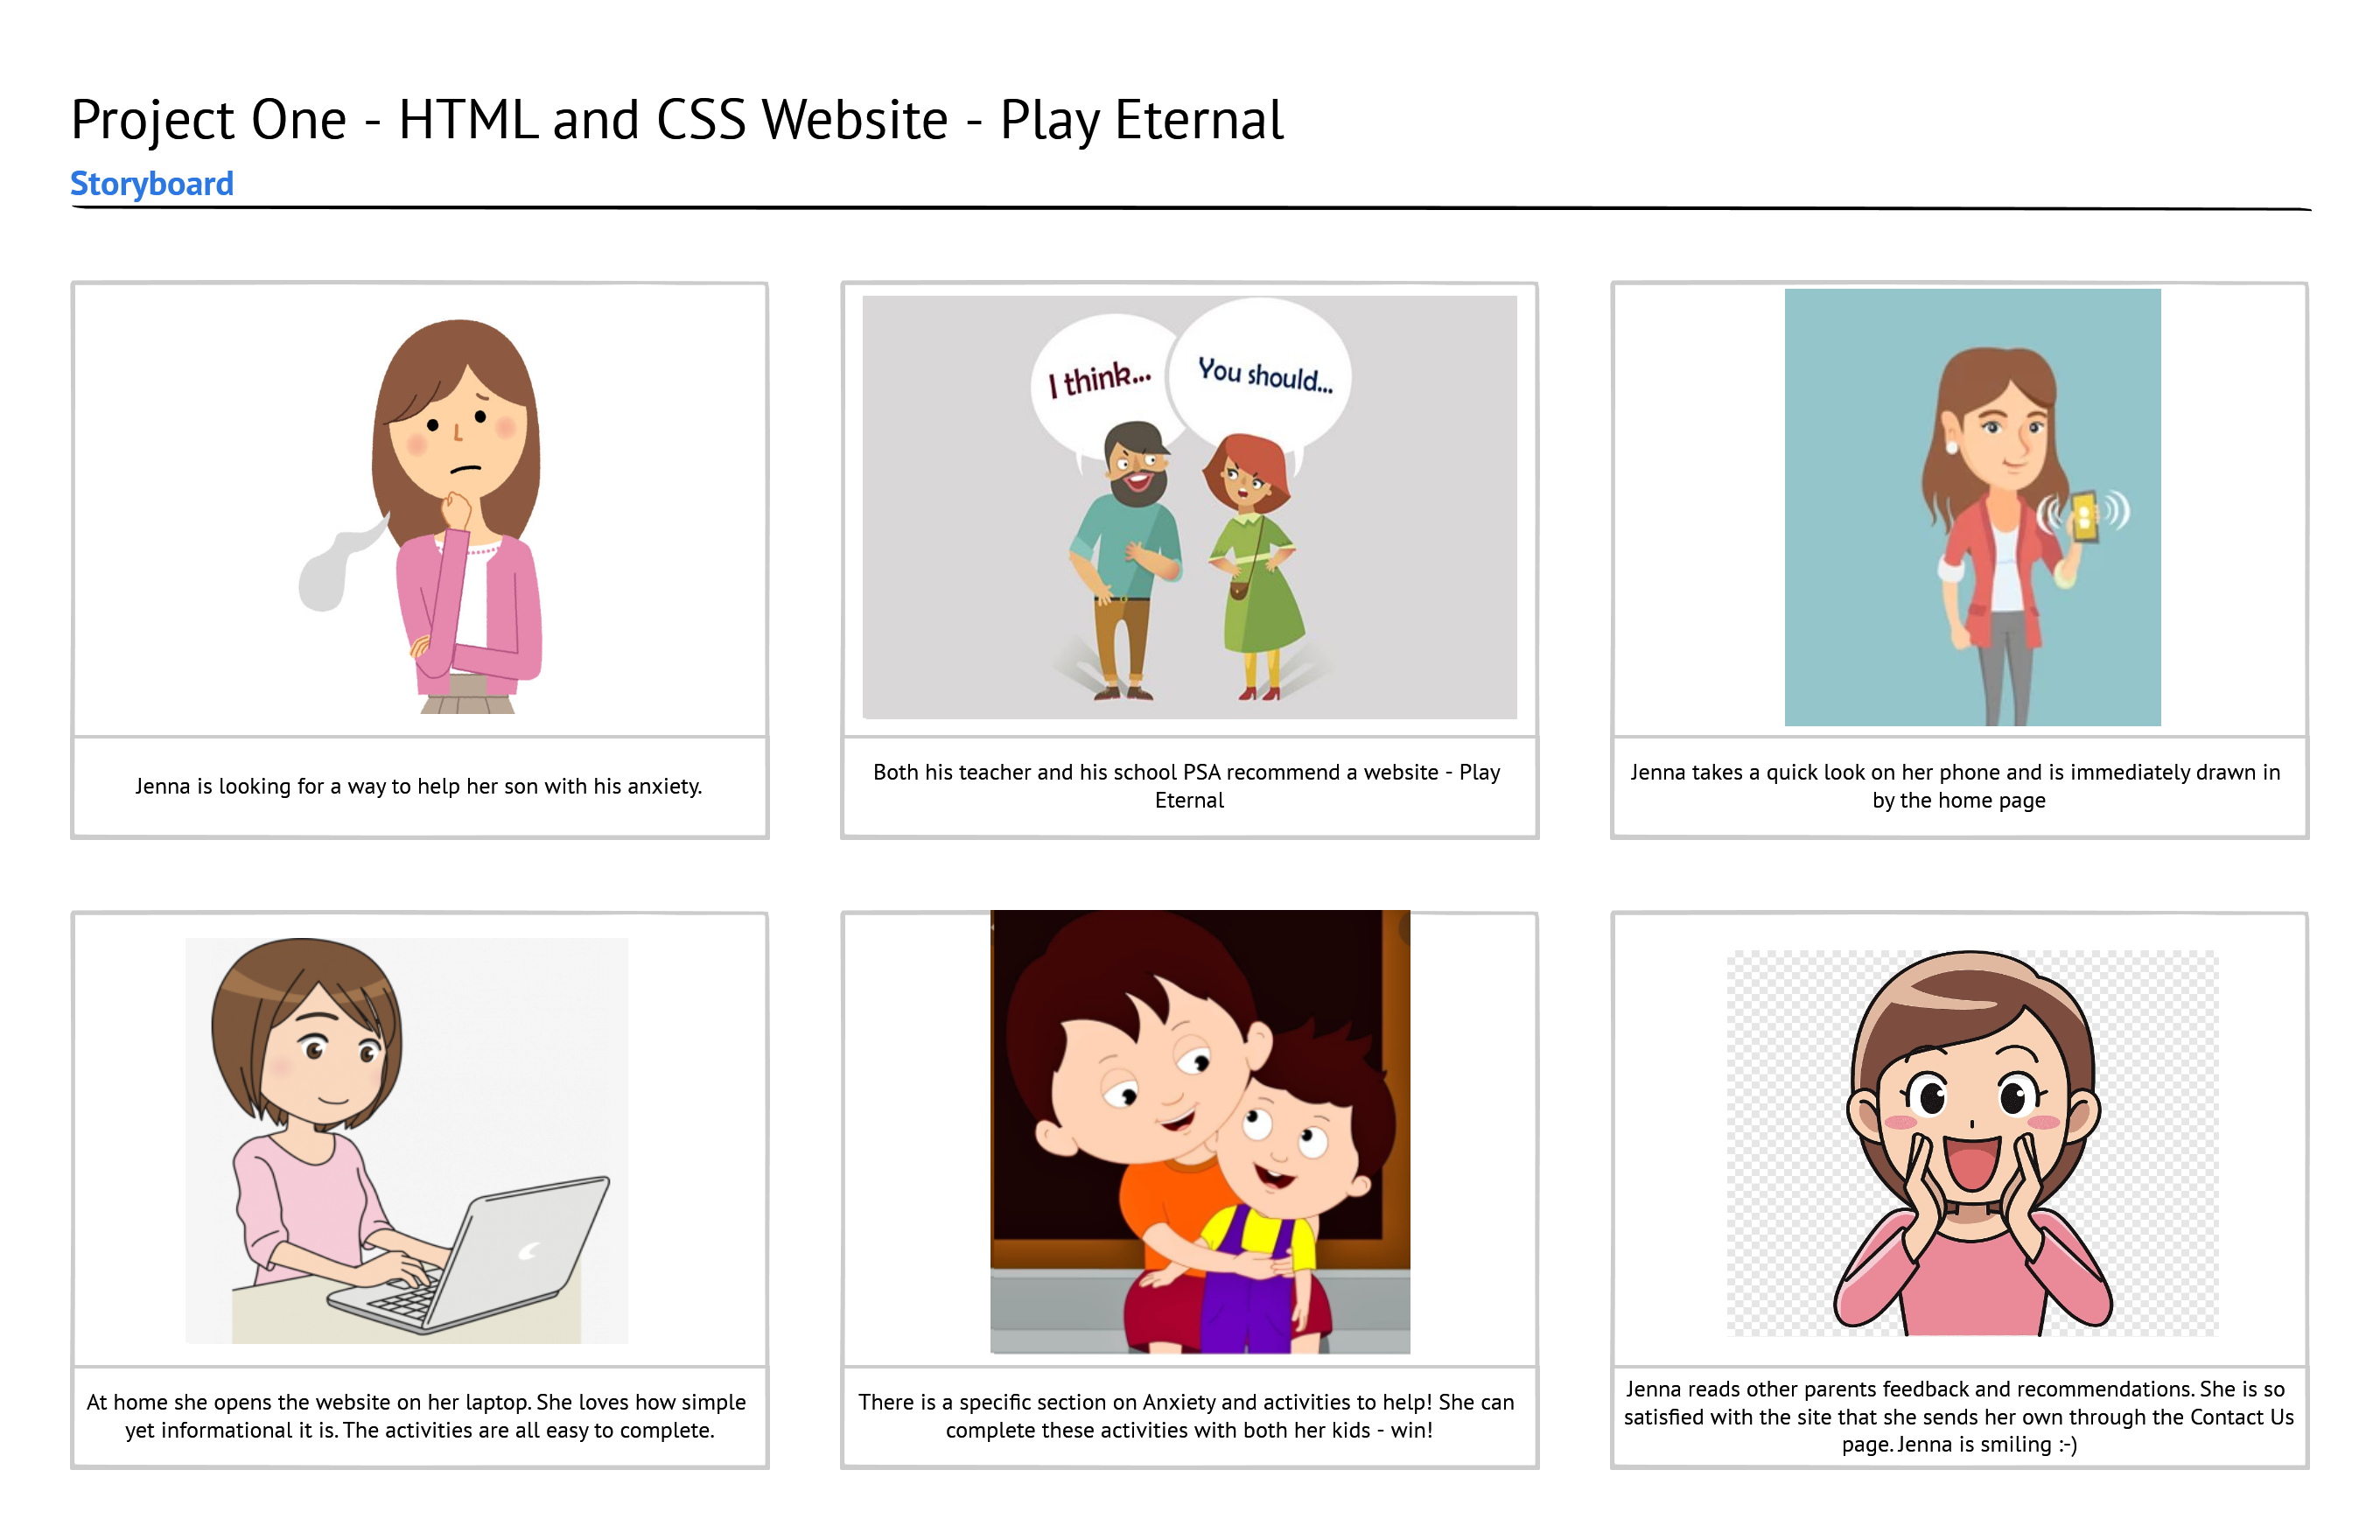 Project One - HTML and CSS Website - Play Eternal
Storyboard
I think...
You should...
Jenna is looking for a way to help her son with his anxiety.
Both his teacher and his school PSA recommend a website - Play
Eternal
Jenna takes a quick look on her phone and is immediately drawn in
by the home page
At home she opens the website on her laptop. She loves how simple
yet informational it is. The activities are all easy to complete.
There is a specific section on Anxiety and activities to help! She can
complete these activities with both her kids - win!
Jenna reads other parents feedback and recommendations. She is so
satisfied with the site that she sends her own through the Contact Us
page. Jenna is smiling :-)